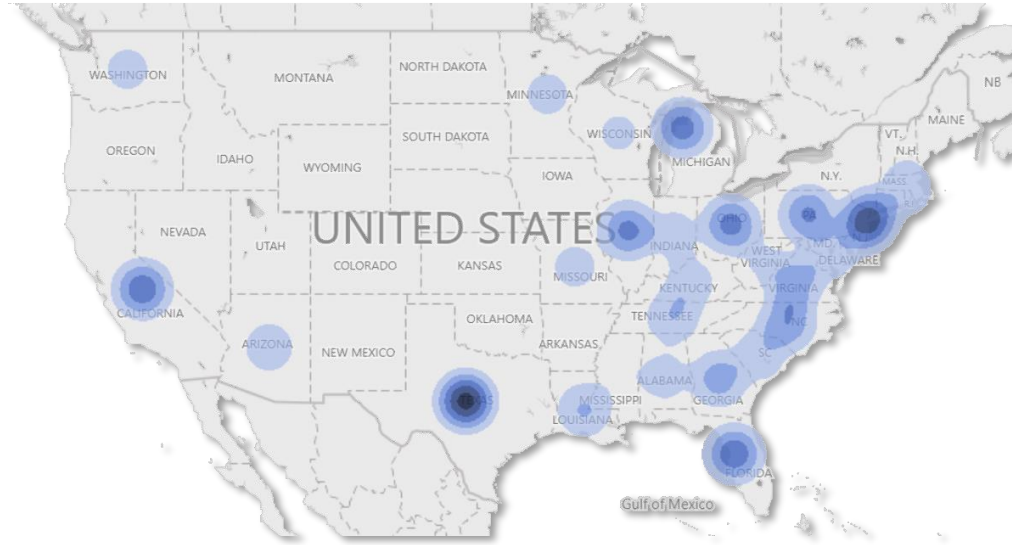 NB
WASHINGTON
MONTANA
NORTH DAKOTA
MINNESOTA
MAINE
VT.
WISCONSIN
SOUTH DAKOTA
OREGON
N.H.
IDAHO
MICHIGAN
WYOMING
IOWA
N.Y.
MASS
R.I.
UNITED STATES
OHIO
PA
NEVADA
UTAH
INDIANA
MD.
WEST
VIRGINIA
DELAWARE
COLORADO
KANSAS
MISSOURI
KENTUCKY
VIRGINIA
CALIFORNIA
TENNESSEE
NC
OKLAHOMA
ARIZONA
NEW MEXICO
ARKANSAS
SC
ALABAMA
MISSISSIPPI
GEORGIA
LOUISIANA
FLORIDA
Gulf of Mexico